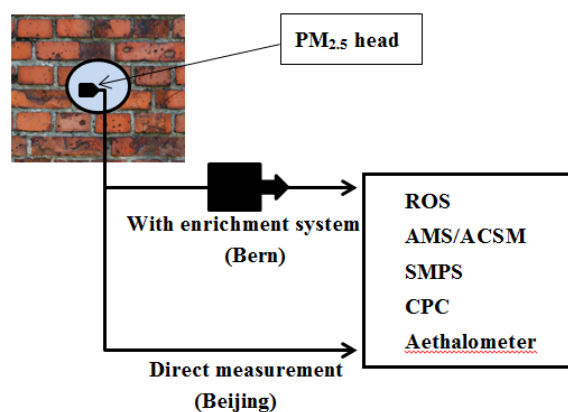 PM2.5 head
With enrichment system
(Bern)
Direct measurement
(Beijing)
ROS
AMS/ACSM
SMPS
CPC
Aethalometer